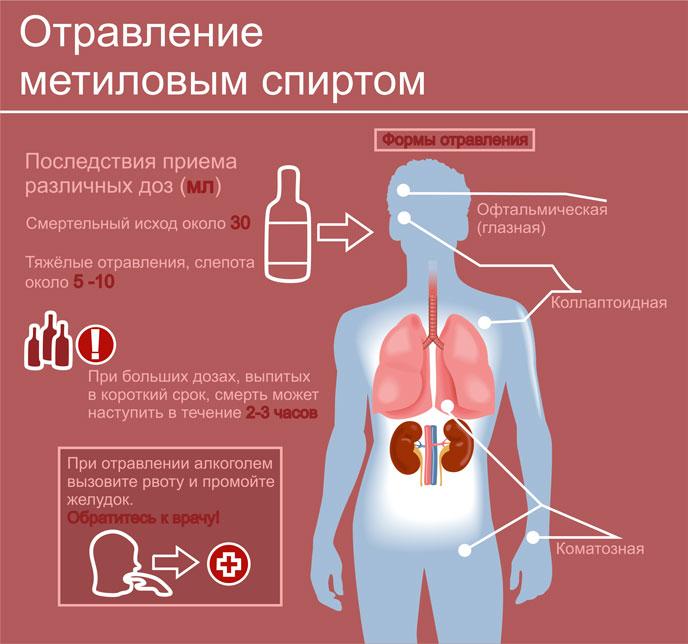 Отравление
метиловым спиртом
Формы отравления
Последствия приема
различных доз (мл)
Смертельный исход около 30
Тяжёлые отравления, слепота
около 5 -10
При больших дозах, выпитых
в короткий срок, смерть может
наступить в течение 2-3 часов
При отравлении алкоголем
вызовите рвоту и промойте
желудок.
Обратитесь к врачу!
Офтальмическая
(глазная)
Коллаптоидная
Коматозная